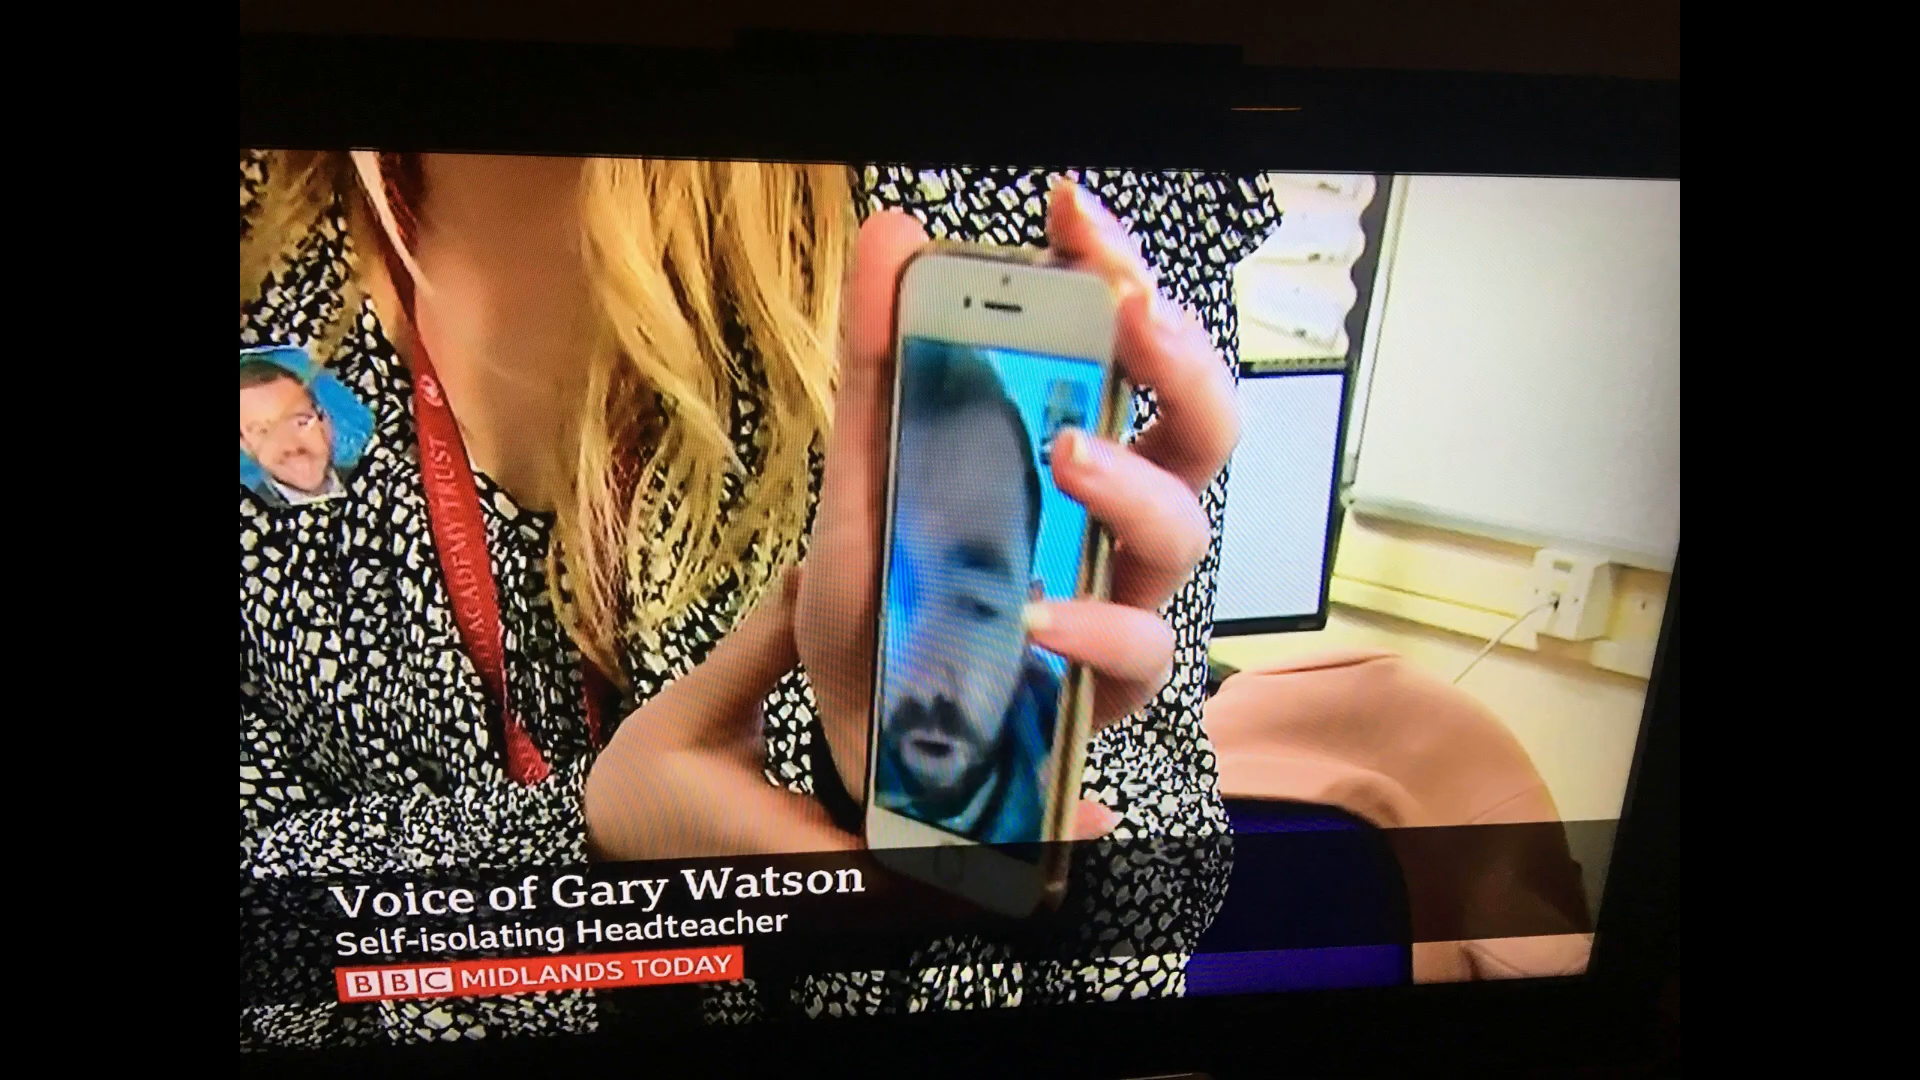 ACADEMY TRUST
Voice of Gary Watson
Self-isolating Headteacher
BBC MIDLANDS TODAY